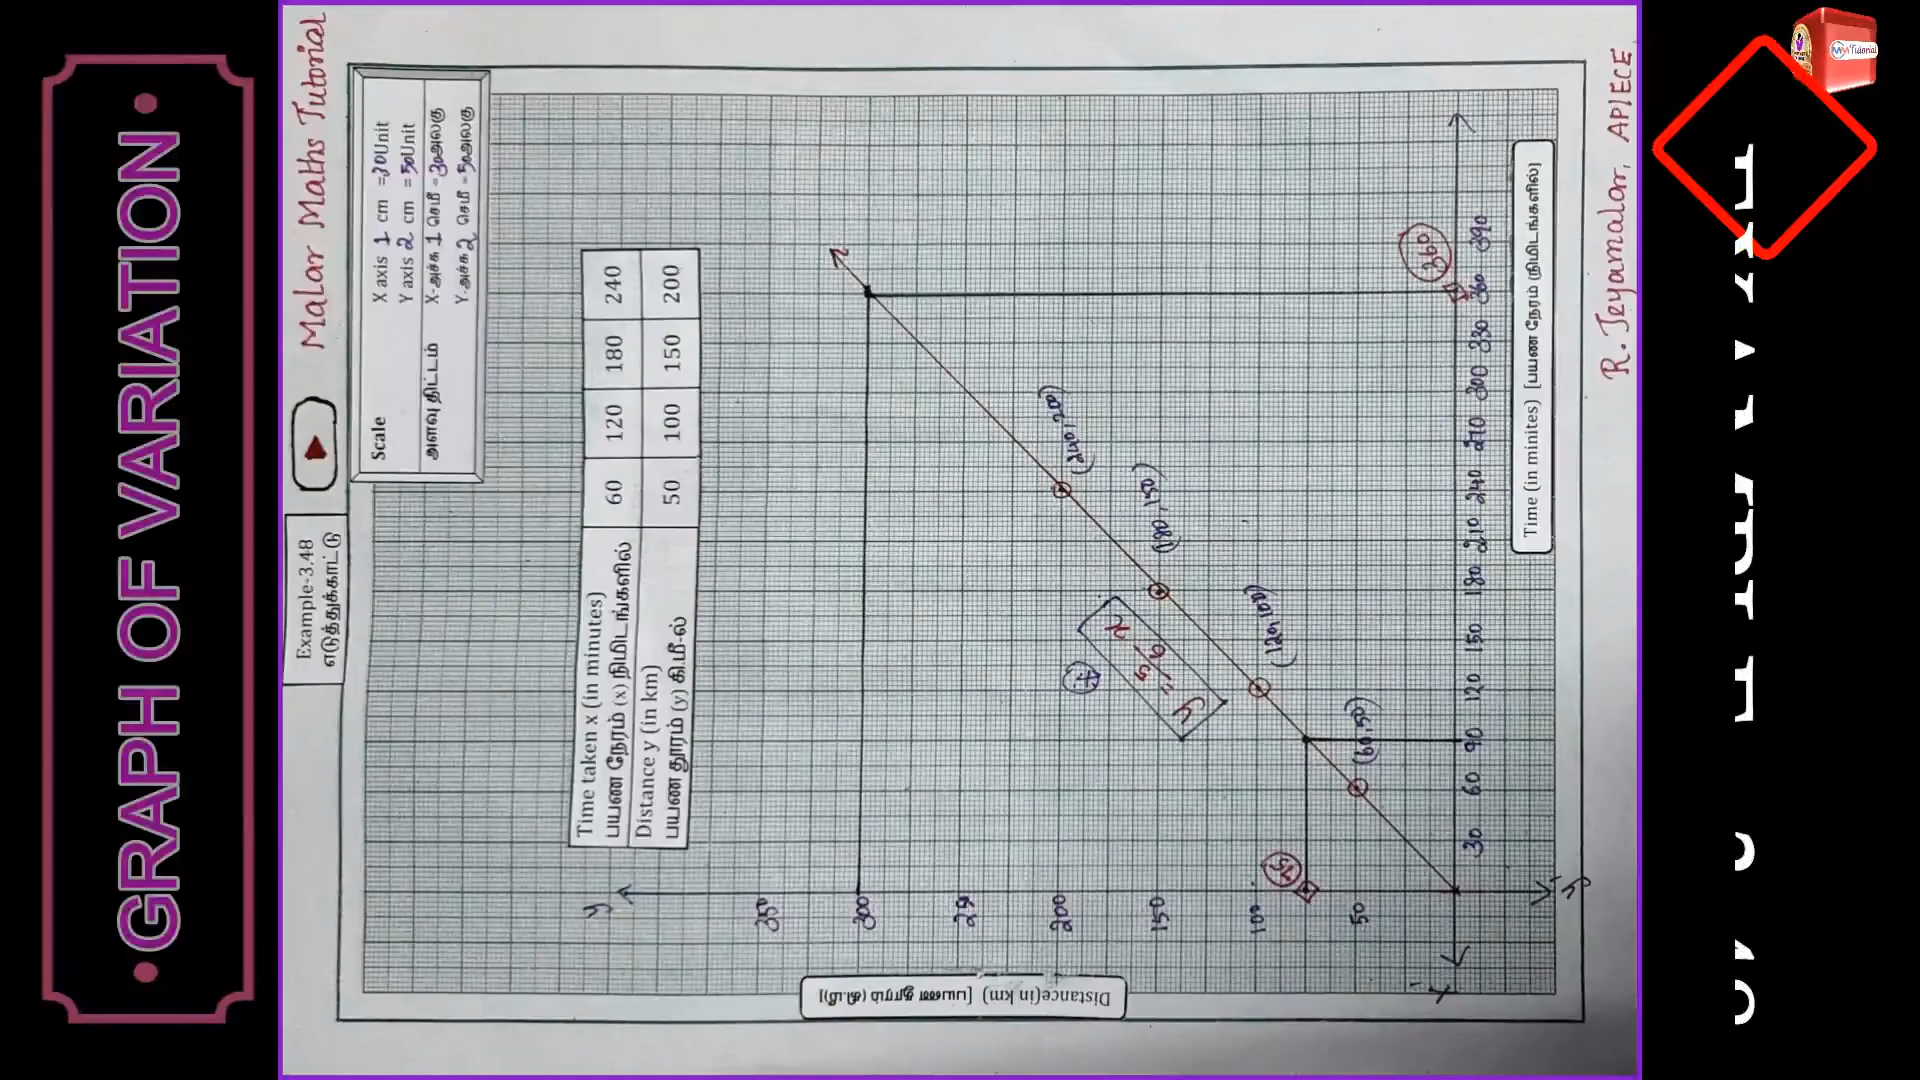 GRAPH OF VARIATION
Malar Maths Tutorial
Example-3.48
எடுத்துக்காட்டு
Scale
X axis 1 cm = 30 Unit
Y axis 2 cm = 50 Unit
அளவு திட்டம்
X-அச்சு 1 செமீ = 30 அலகு
Y-அச்சு 2 செமீ = 50 அலகு
Time taken x (in minutes) 60 120 180 240
பயண நேரம் (x) நிமிடங்களில்
Distance y (in km) 50 100 150 200
பயண தூரம் (y) கி.மீ-ல்
y
350
300
200
150
100
50
75
(60,50)
(120,100)
(180,150)
(240,200)
y = 5/6 x
360
30 60 90 120 150 180 210 240 270 300 330 360 390
Time (in minites) [பயண நேரம் (நிமிடங்களில்]
Distance(in km) [பயண தூரம் (கி.மீ)]
R. Jeyamalar, AP/ECE
Tutorial